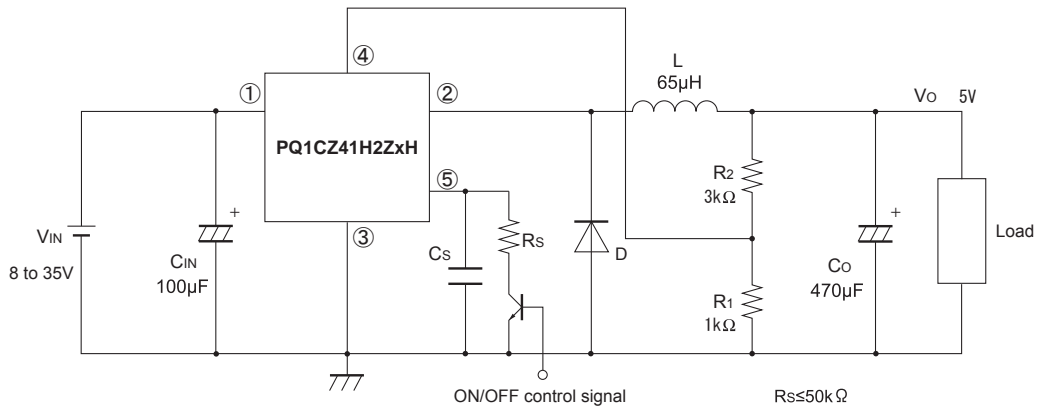 ④
L
65μH
①
②
Vo 5V
PQ1CZ41H2ZxH
R2
3kΩ
⑤
+
VIN
8 to 35V
CIN
100μF
③
CS
RS
D
+
CO
470μF
Load
R1
1kΩ
ON/OFF control signal
RS≤50kΩ